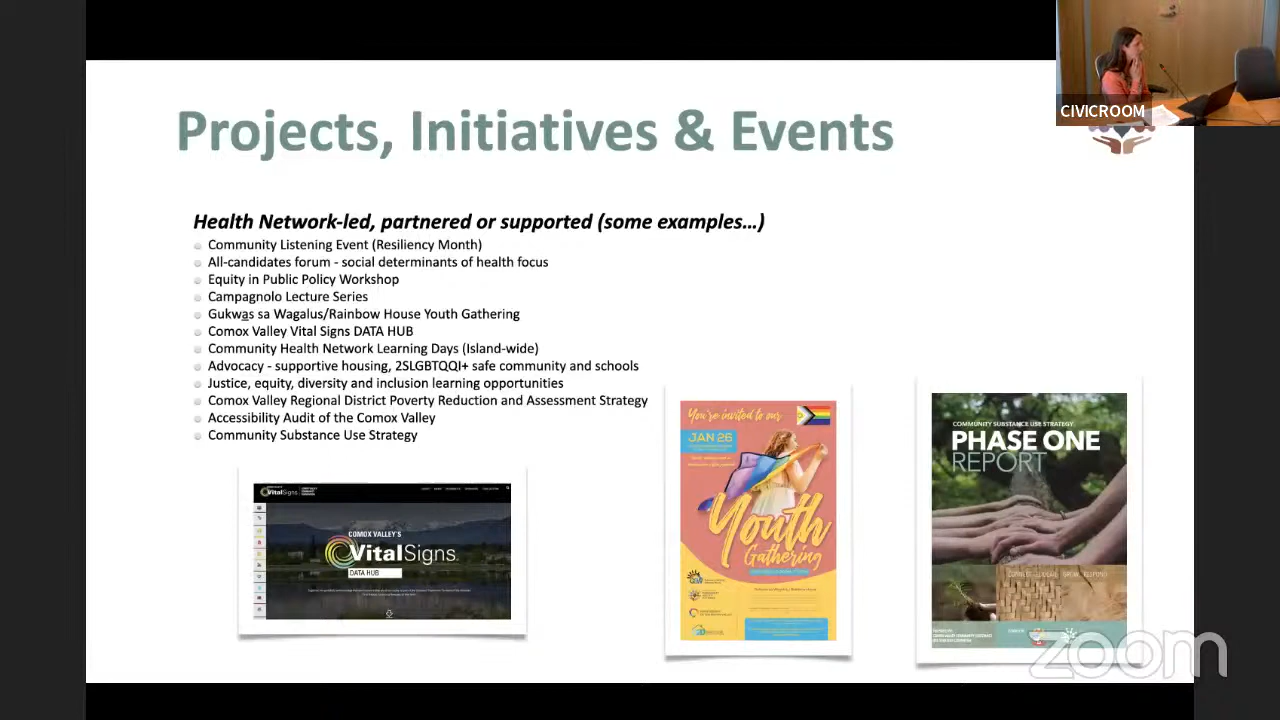 CIVICROOM
Projects, Initiatives & Events
Health Network-led, partnered or supported (some examples…)
Community Listening Event (Resiliency Month)
All-candidates forum - social determinants of health focus
Equity in Public Policy Workshop
Campagnolo Lecture Series
Gukwa̱s sa Wagalus/Rainbow House Youth Gathering
Comox Valley Vital Signs DATA HUB
Community Health Network Learning Days (Island-wide)
Advocacy - supportive housing, 2SLGBTQQI+ safe community and schools
Justice, equity, diversity and inclusion learning opportunities
Comox Valley Regional District Poverty Reduction and Assessment Strategy
Accessibility Audit of the Comox Valley
Community Substance Use Strategy
VitalSigns
COMOX VALLEY'S
VitalSigns
DATA HUB
You're invited to our
JAN 26
Youth
Gathering
COMMUNITY SUBSTANCE USE STRATEGY
PHASE ONE
REPORT
zoom